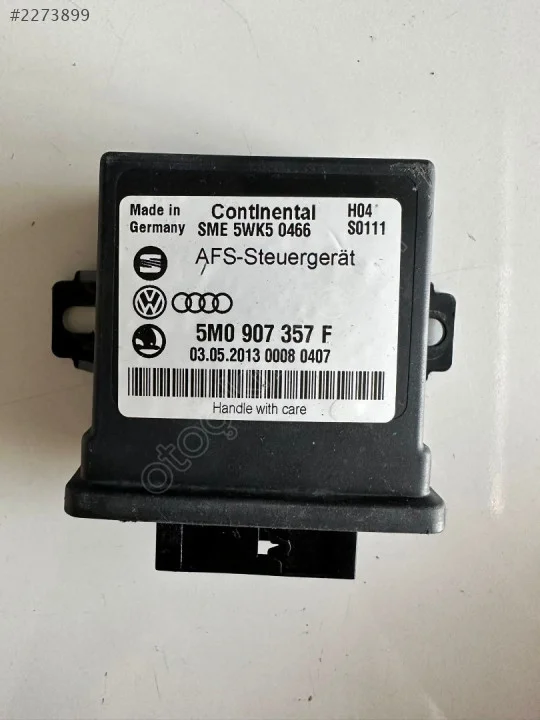 #2273899
Made in
Germany
Continental
SME 5WK5 0466
H04
S0111
AFS-Steuergerät
5M0 907 357 F
03.05.2013 0008 0407
Handle with care